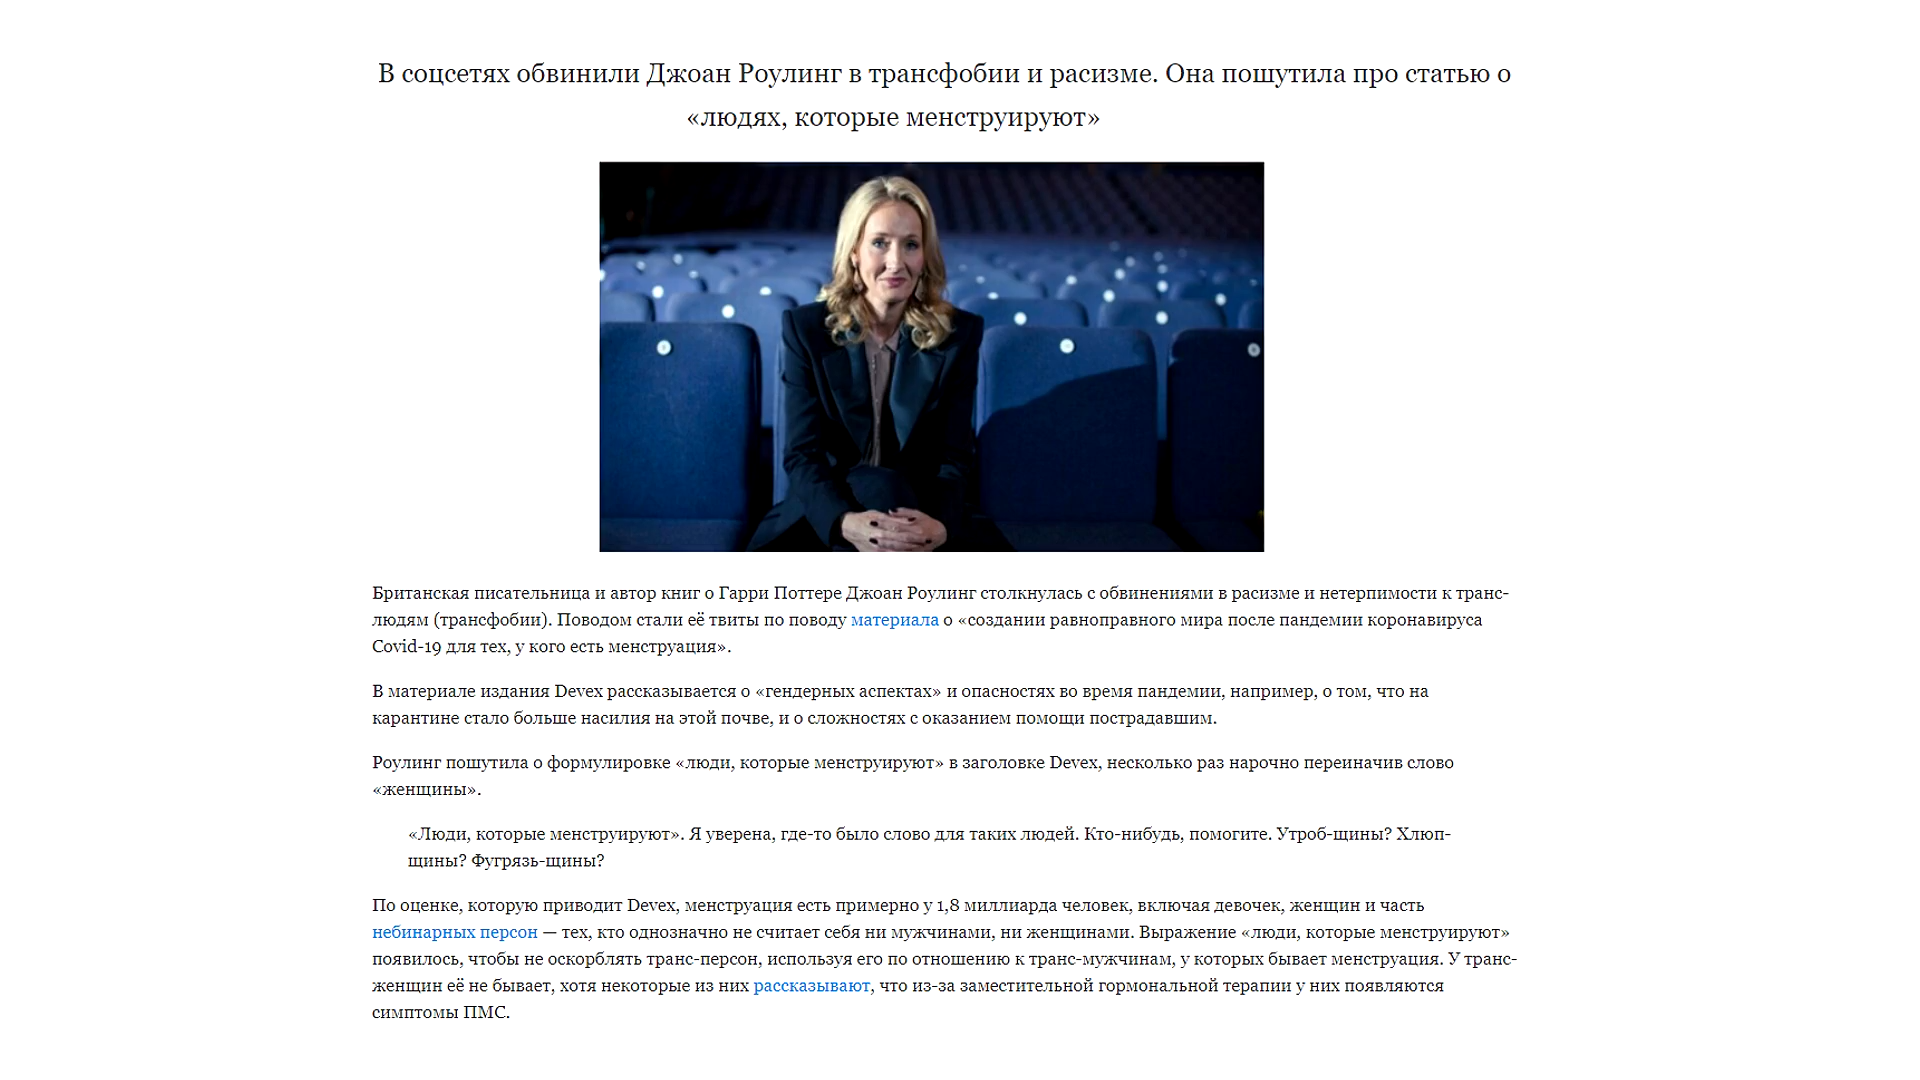 В соцсетях обвинили Джоан Роулинг в трансфобии и расизме. Она пошутила про статью о
«людях, которые менструируют»
Британская писательница и автор книг о Гарри Поттере Джоан Роулинг столкнулась с обвинениями в расизме и нетерпимости к транс-
людям (трансфобии). Поводом стали её твиты по поводу материала о «создании равноправного мира после пандемии коронавируса
Covid-19 для тех, у кого есть менструация».
В материале издания Devex рассказывается о «гендерных аспектах» и опасностях во время пандемии, например, о том, что на
карантине стало больше насилия на этой почве, и о сложностях с оказанием помощи пострадавшим.
Роулинг пошутила о формулировке «люди, которые менструируют» в заголовке Devex, несколько раз нарочно переиначив слово
«женщины».
«Люди, которые менструируют». Я уверена, где-то было слово для таких людей. Кто-нибудь, помогите. Утроб-щины? Хлюп-
щины? Фугрязь-щины?
По оценке, которую приводит Devex, менструация есть примерно у 1,8 миллиарда человек, включая девочек, женщин и часть
небинарных персон — тех, кто однозначно не считает себя ни мужчинами, ни женщинами. Выражение «люди, которые менструируют»
появилось, чтобы не оскорблять транс-персон, используя его по отношению к транс-мужчинам, у которых бывает менструация. У транс-
женщин её не бывает, хотя некоторые из них рассказывают, что из-за заместительной гормональной терапии у них появляются
симптомы ПМС.